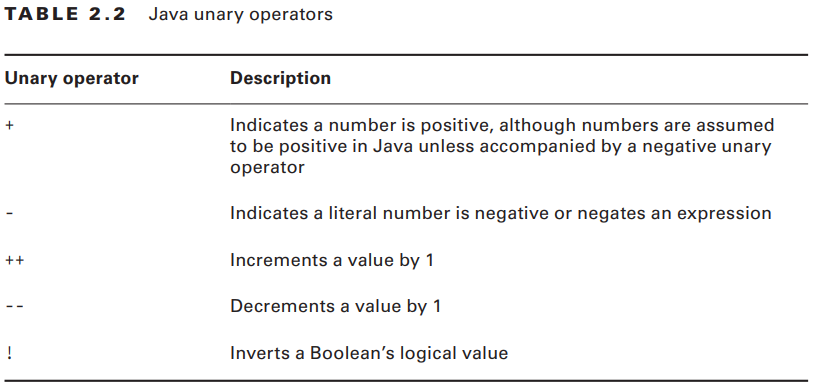 TABLE 2.2 Java unary operators
Unary operator Description
+ Indicates a number is positive, although numbers are assumed
to be positive in Java unless accompanied by a negative unary
operator
- Indicates a literal number is negative or negates an expression
++ Increments a value by 1
-- Decrements a value by 1
! Inverts a Boolean’s logical value